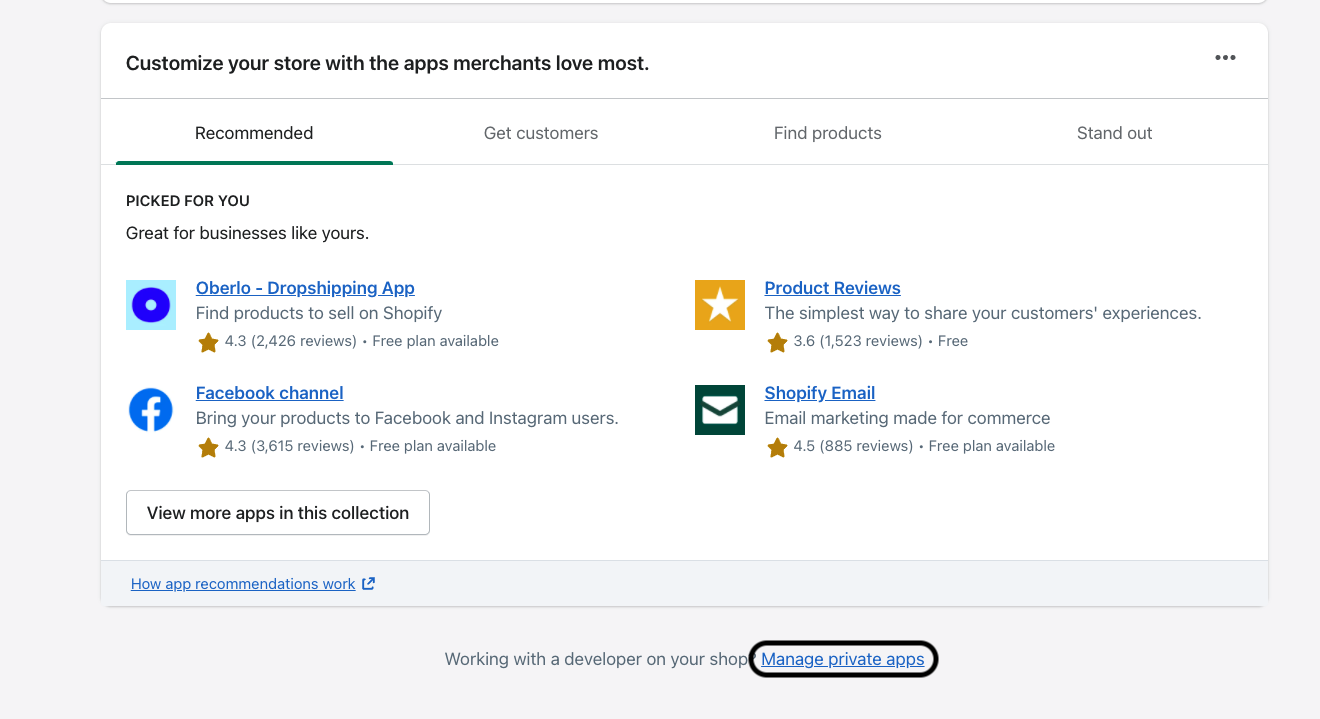 Customize your store with the apps merchants love most.
Recommended
Get customers
Find products
Stand out
PICKED FOR YOU
Great for businesses like yours.
Oberlo - Dropshipping App
Find products to sell on Shopify
4.3 (2,426 reviews) • Free plan available
Product Reviews
The simplest way to share your customers' experiences.
3.6 (1,523 reviews) • Free
Facebook channel
Bring your products to Facebook and Instagram users.
4.3 (3,615 reviews) • Free plan available
Shopify Email
Email marketing made for commerce
4.5 (885 reviews) • Free plan available
View more apps in this collection
How app recommendations work
Working with a developer on your shop? Manage private apps